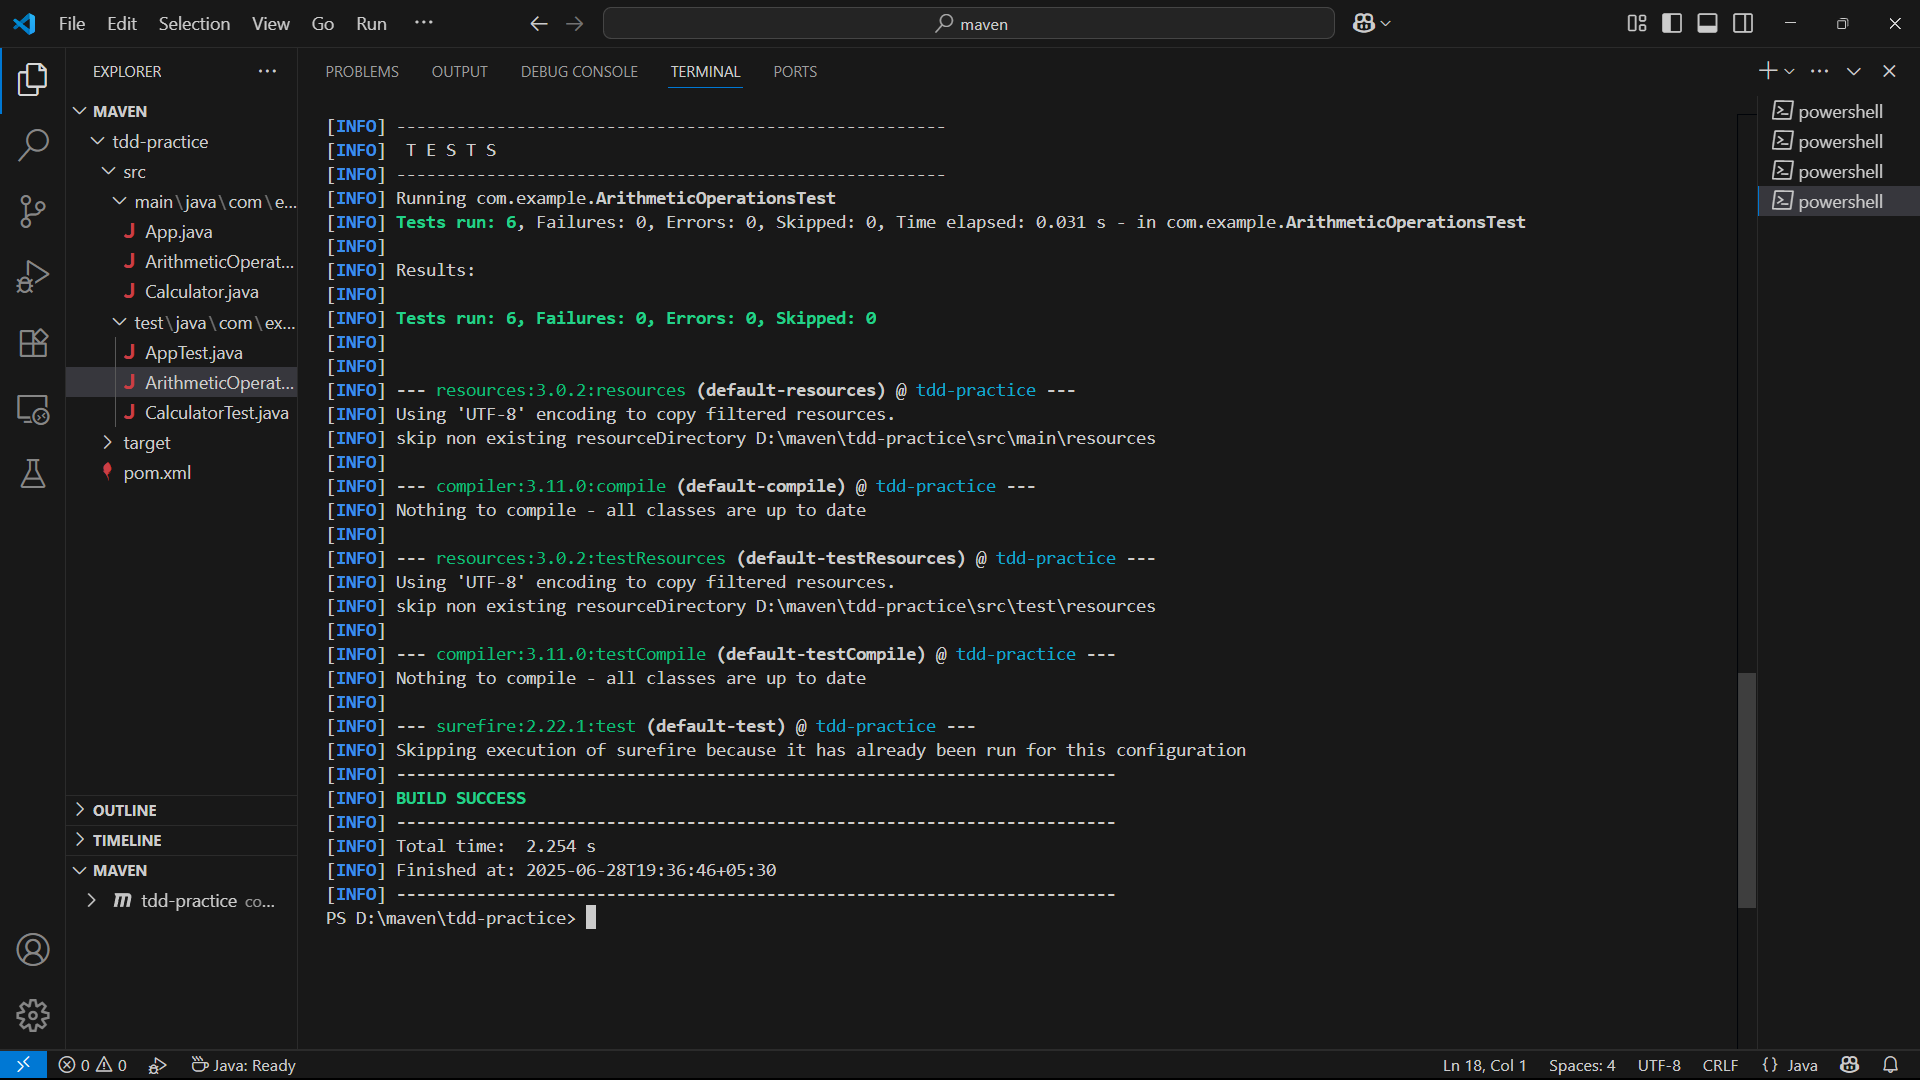 File Edit Selection View Go Run ···
maven
EXPLORER ···
MAVEN
tdd-practice
src
main\java\com\e...
App.java
ArithmeticOperat...
Calculator.java
test\java\com\ex...
AppTest.java
ArithmeticOperat...
CalculatorTest.java
target
pom.xml
OUTLINE
TIMELINE
MAVEN
tdd-practice co...
PROBLEMS OUTPUT DEBUG CONSOLE TERMINAL PORTS
[INFO] -------------------------------------------------------
[INFO]  T E S T S
[INFO] -------------------------------------------------------
[INFO] Running com.example.ArithmeticOperationsTest
[INFO] Tests run: 6, Failures: 0, Errors: 0, Skipped: 0, Time elapsed: 0.031 s - in com.example.ArithmeticOperationsTest
[INFO]
[INFO] Results:
[INFO]
[INFO] Tests run: 6, Failures: 0, Errors: 0, Skipped: 0
[INFO]
[INFO]
[INFO] --- resources:3.0.2:resources (default-resources) @ tdd-practice ---
[INFO] Using 'UTF-8' encoding to copy filtered resources.
[INFO] skip non existing resourceDirectory D:\maven\tdd-practice\src\main\resources
[INFO]
[INFO] --- compiler:3.11.0:compile (default-compile) @ tdd-practice ---
[INFO] Nothing to compile - all classes are up to date
[INFO]
[INFO] --- resources:3.0.2:testResources (default-testResources) @ tdd-practice ---
[INFO] Using 'UTF-8' encoding to copy filtered resources.
[INFO] skip non existing resourceDirectory D:\maven\tdd-practice\src\test\resources
[INFO]
[INFO] --- compiler:3.11.0:testCompile (default-testCompile) @ tdd-practice ---
[INFO] Nothing to compile - all classes are up to date
[INFO]
[INFO] --- surefire:2.22.1:test (default-test) @ tdd-practice ---
[INFO] Skipping execution of surefire because it has already been run for this configuration
[INFO] ------------------------------------------------------------------------
[INFO] BUILD SUCCESS
[INFO] ------------------------------------------------------------------------
[INFO] Total time:  2.254 s
[INFO] Finished at: 2025-06-28T19:36:46+05:30
[INFO] ------------------------------------------------------------------------
PS D:\maven\tdd-practice>
powershell
powershell
powershell
powershell
0 0 Java: Ready
Ln 18, Col 1 Spaces: 4 UTF-8 CRLF {} Java